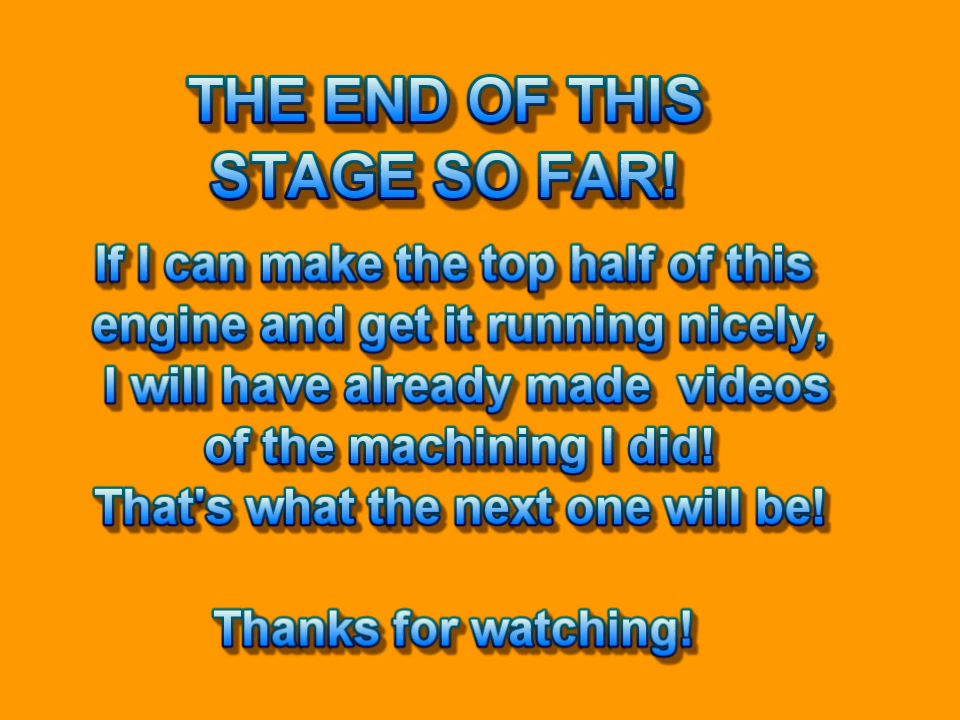 THE END OF THIS
STAGE SO FAR!
If I can make the top half of this
engine and get it running nicely,
I will have already made  videos
of the machining I did!
That's what the next one will be!
Thanks for watching!